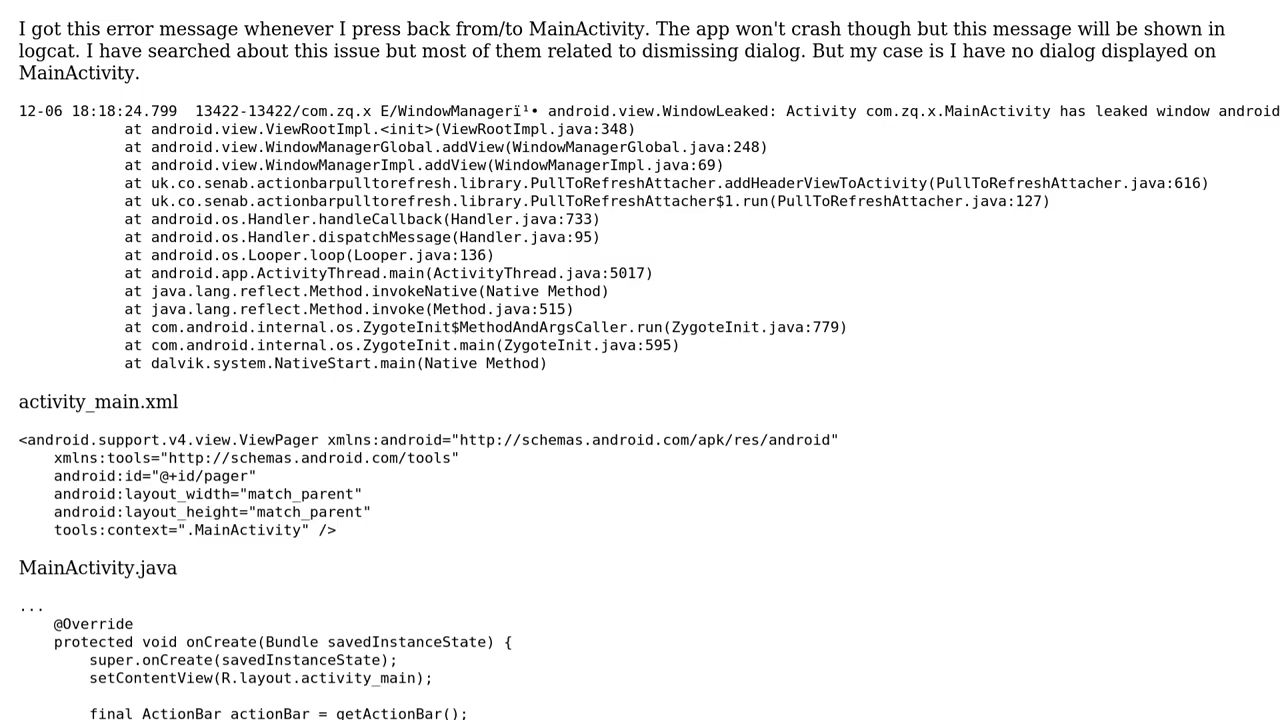 I got this error message whenever I press back from/to MainActivity. The app won't crash though but this message will be shown in
logcat. I have searched about this issue but most of them related to dismissing dialog. But my case is I have no dialog displayed on
MainActivity.
12-06 18:18:24.799  13422-13422/com.zq.x E/WindowManagerï¹• android.view.WindowLeaked: Activity com.zq.x.MainActivity has leaked window android
            at android.view.ViewRootImpl.<init>(ViewRootImpl.java:348)
            at android.view.WindowManagerGlobal.addView(WindowManagerGlobal.java:248)
            at android.view.WindowManagerImpl.addView(WindowManagerImpl.java:69)
            at uk.co.senab.actionbarpulltorefresh.library.PullToRefreshAttacher.addHeaderViewToActivity(PullToRefreshAttacher.java:616)
            at uk.co.senab.actionbarpulltorefresh.library.PullToRefreshAttacher$1.run(PullToRefreshAttacher.java:127)
            at android.os.Handler.handleCallback(Handler.java:733)
            at android.os.Handler.dispatchMessage(Handler.java:95)
            at android.os.Looper.loop(Looper.java:136)
            at android.app.ActivityThread.main(ActivityThread.java:5017)
            at java.lang.reflect.Method.invokeNative(Native Method)
            at java.lang.reflect.Method.invoke(Method.java:515)
            at com.android.internal.os.ZygoteInit$MethodAndArgsCaller.run(ZygoteInit.java:779)
            at com.android.internal.os.ZygoteInit.main(ZygoteInit.java:595)
            at dalvik.system.NativeStart.main(Native Method)
activity_main.xml
<android.support.v4.view.ViewPager xmlns:android="http://schemas.android.com/apk/res/android"
    xmlns:tools="http://schemas.android.com/tools"
    android:id="@+id/pager"
    android:layout_width="match_parent"
    android:layout_height="match_parent"
    tools:context=".MainActivity" />
MainActivity.java
...
    @Override
    protected void onCreate(Bundle savedInstanceState) {
        super.onCreate(savedInstanceState);
        setContentView(R.layout.activity_main);
        final ActionBar actionBar = getActionBar();